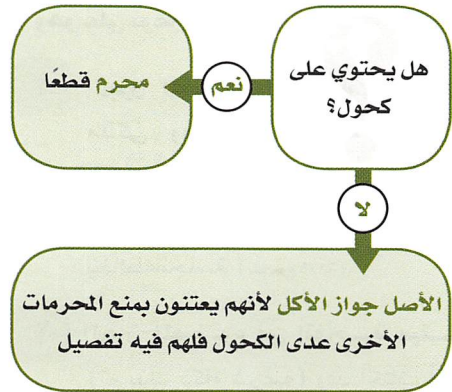 هل يحتوي على
كحول؟
نعم
محرم قطعًا
لا
الأصل جواز الأكل لأنهم يعتنون بمنع المحرمات
الأخرى عدى الكحول فلهم فيه تفصيل